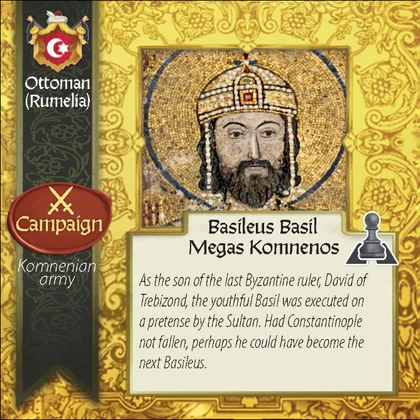 Ottoman
(Rumelia)
Campaign
Komnenian
army
Basileus Basil
Megas Komnenos
As the son of the last Byzantine ruler, David of
Trebizond, the youthful Basil was executed on
a pretense by the Sultan. Had Constantinople
not fallen, perhaps he could have become the
next Basileus.